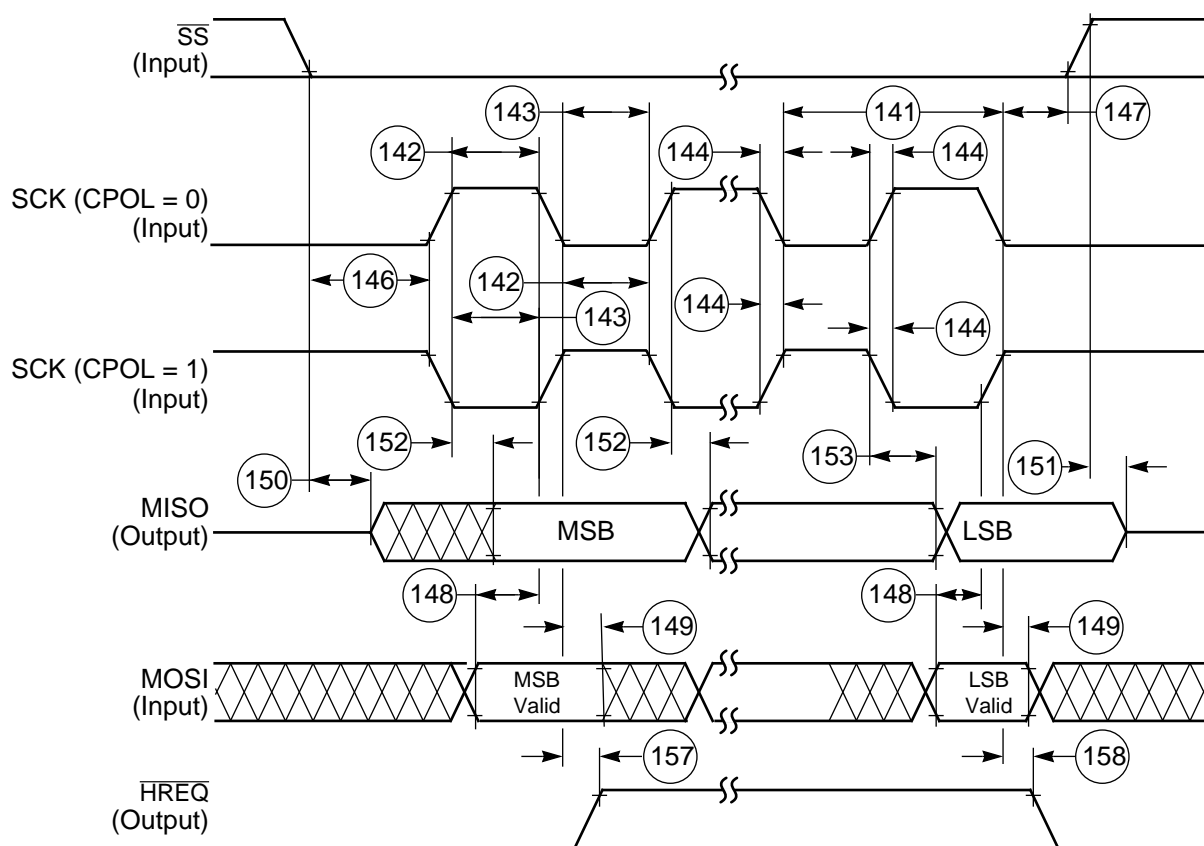 SS
(Input)
143
141
147
142
144
144
SCK (CPOL = 0)
(Input)
146
142
144
143
144
SCK (CPOL = 1)
(Input)
152
152
153
151
150
MISO
(Output)
MSB
LSB
148
148
149
149
MOSI
(Input)
MSB
Valid
LSB
Valid
157
158
HREQ
(Output)